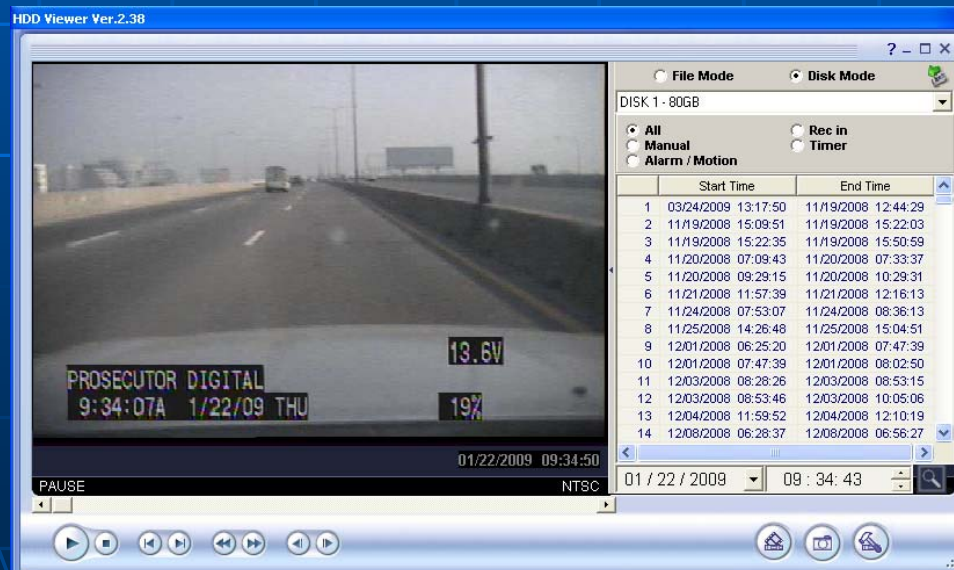 HDD Viewer Ver.2.38
? 
File Mode Disk Mode
DISK 1 - 80GB
All Rec in
Manual Timer
Alarm / Motion
Start Time End Time
1 03/24/2009 13:17:50 11/19/2008 12:44:29
2 11/19/2008 15:09:51 11/19/2008 15:22:03
3 11/19/2008 15:22:35 11/19/2008 15:50:59
4 11/20/2008 07:09:43 11/20/2008 07:33:37
5 11/20/2008 09:29:15 11/20/2008 10:29:31
6 11/21/2008 11:57:39 11/21/2008 12:16:13
7 11/24/2008 07:53:07 11/24/2008 08:36:13
8 11/25/2008 14:26:48 11/25/2008 15:04:51
9 12/01/2008 06:25:20 12/01/2008 07:47:39
10 12/01/2008 07:47:39 12/01/2008 08:02:50
11 12/03/2008 08:28:26 12/03/2008 08:53:15
12 12/03/2008 08:53:46 12/03/2008 10:05:06
13 12/04/2008 11:59:52 12/04/2008 12:10:19
14 12/08/2008 06:28:37 12/08/2008 06:56:27
01 / 22 / 2009 09 : 34: 43
13.6V
PROSECUTOR DIGITAL
9:34:07A 1/22/09 THU 19%
01/22/2009 09:34:50
PAUSE NTSC